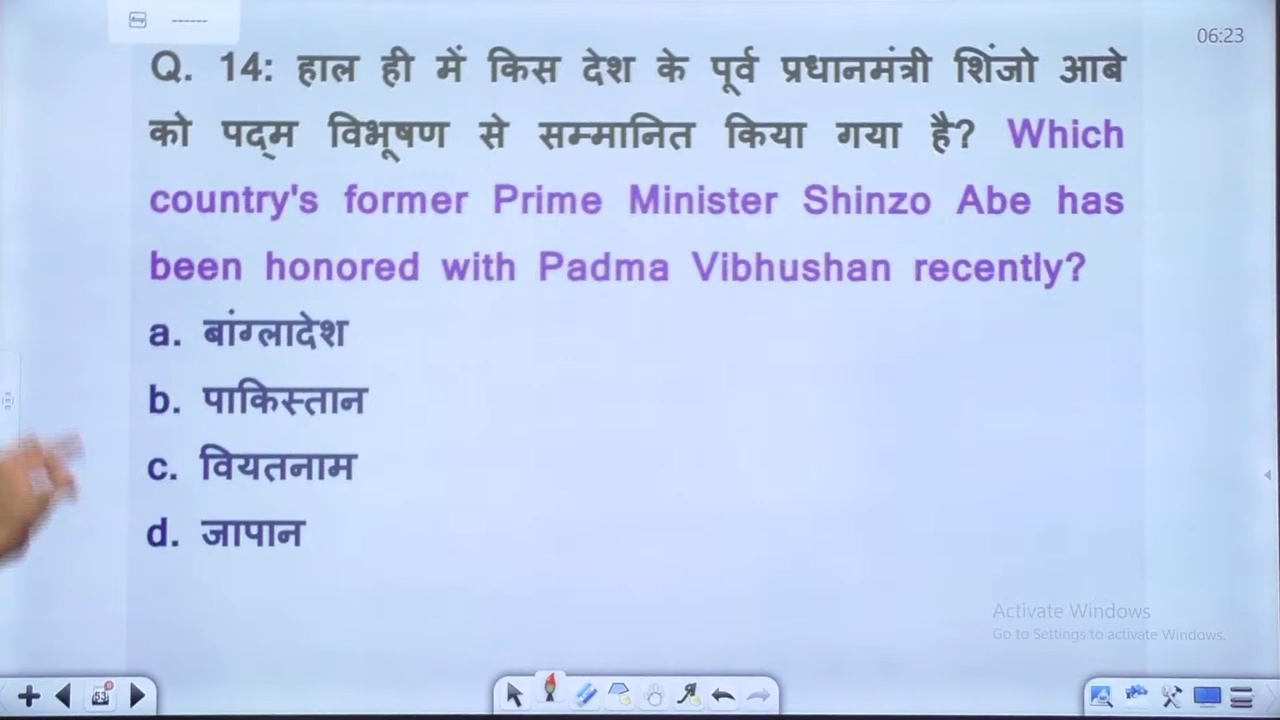 06:23
Q. 14: हाल ही में किस देश के पूर्व प्रधानमंत्री शिंजो आबे
को पद्म विभूषण से सम्मानित किया गया है? Which
country's former Prime Minister Shinzo Abe has
been honored with Padma Vibhushan recently?
a. बांग्लादेश
b. पाकिस्तान
c. वियतनाम
d. जापान
Activate Windows
Go to Settings to activate Windows.